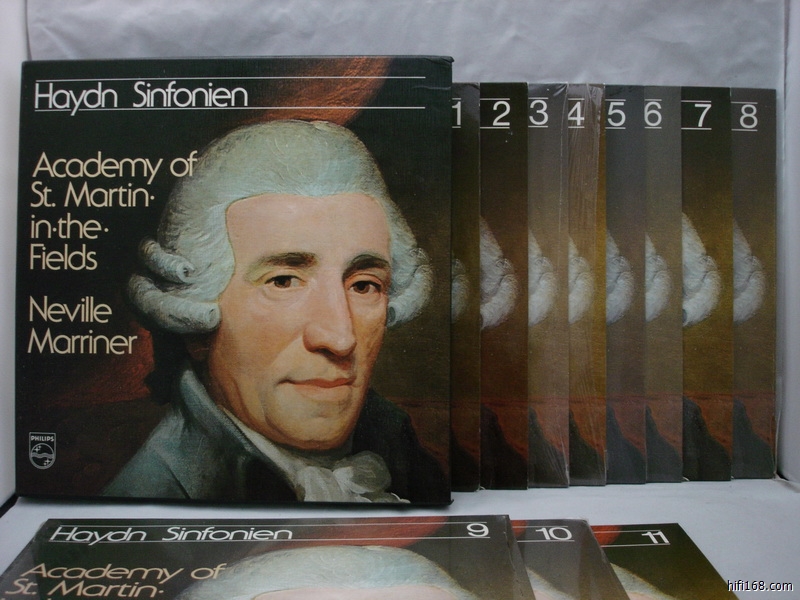 Haydn Sinfonien
1 2 3 4 5 6 7 8
Academy of
St. Martin·
in·the·
Fields
Neville
Marriner
PHILIPS
Haydn Sinfonien 9 10 11
Academy of
St. Martin·
hifi168.com